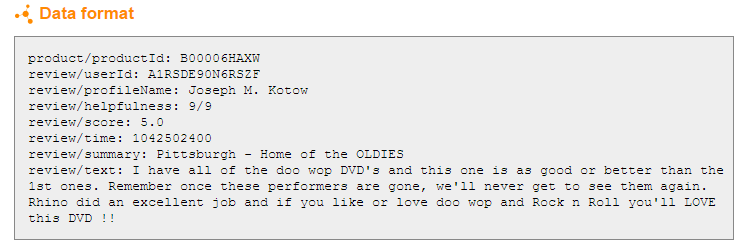 Data format
product/productId: B00006HAXW
review/userId: A1RSDE90N6RSZF
review/profileName: Joseph M. Kotow
review/helpfulness: 9/9
review/score: 5.0
review/time: 1042502400
review/summary: Pittsburgh - Home of the OLDIES
review/text: I have all of the doo wop DVD's and this one is as good or better than the
1st ones. Remember once these performers are gone, we'll never get to see them again.
Rhino did an excellent job and if you like or love doo wop and Rock n Roll you'll LOVE
this DVD !!